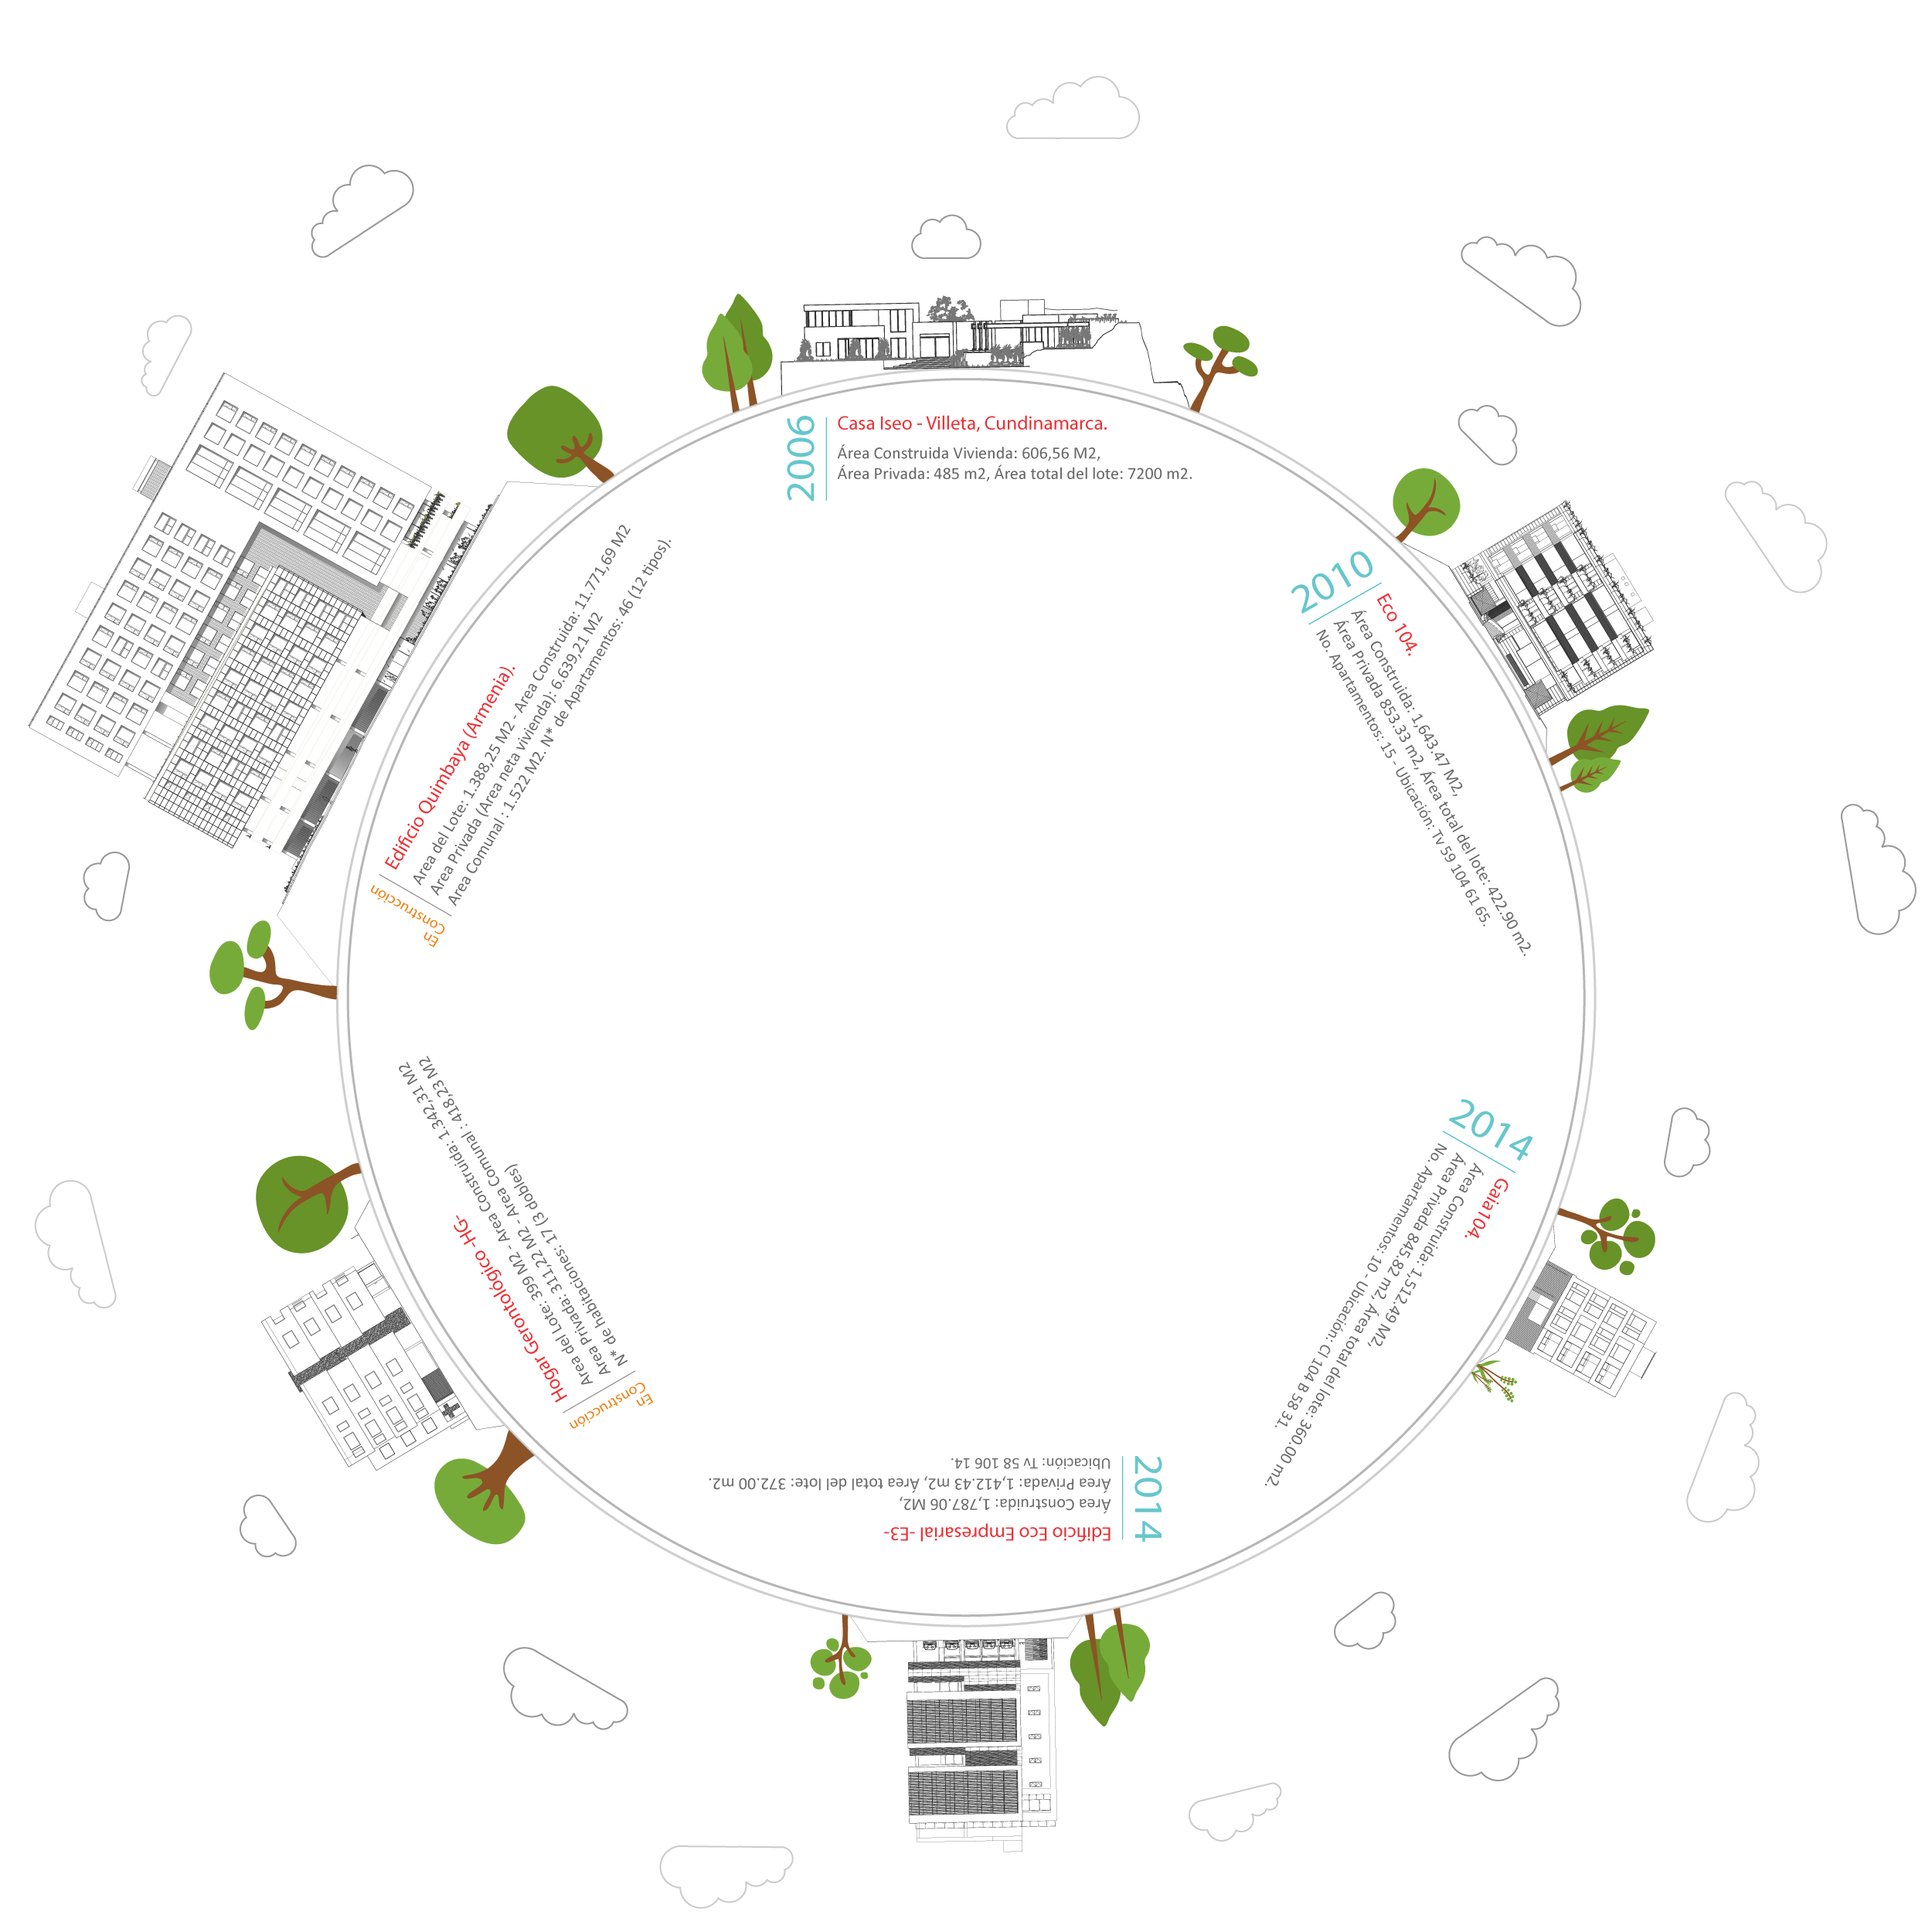 2006
Casa Iseo - Villeta, Cundinamarca.
Área Construida Vivienda: 606,56 M2,
Área Privada: 485 m2, Área total del lote: 7200 m2.
2010
Eco 104.
Área Construida: 1,643.47 M2,
Área Privada 853.33 m2, Área total del lote: 422.90 m2.
No. Apartamentos: 15 - Ubicación: Tv 59 104 61 65.
2014
Gaia104.
Área Construida: 1,512.49 M2,
Área Privada 845.82 m2, Área total del lote: 360.00 m2.
No. Apartamentos: 10 - Ubicación: Cl 104 B 58 31.
2014
Edificio Eco Empresarial -E3-
Área Construida: 1,787.06 M2,
Área Privada: 1,412.43 m2, Área total del lote: 372.00 m2.
Ubicación: Tv 58 106 14.
En
Construcción
Hogar Gerontológico -HG-
Area del Lote: 399 M2 - Area Construida: 1.342,31 M2
Area Privada: 311,22 M2 - Area Comunal : 418,23 M2
N* de habitaciones: 17 (3 dobles)
En
Construcción
Edificio Quimbaya (Armenia).
Area del Lote: 1.388,25 M2 - Area Construida: 11.771,69 M2
Area Privada (Area neta vivienda): 6.639,21 M2
Area Comunal : 1.522 M2. N* de Apartamentos: 46 (12 tipos).